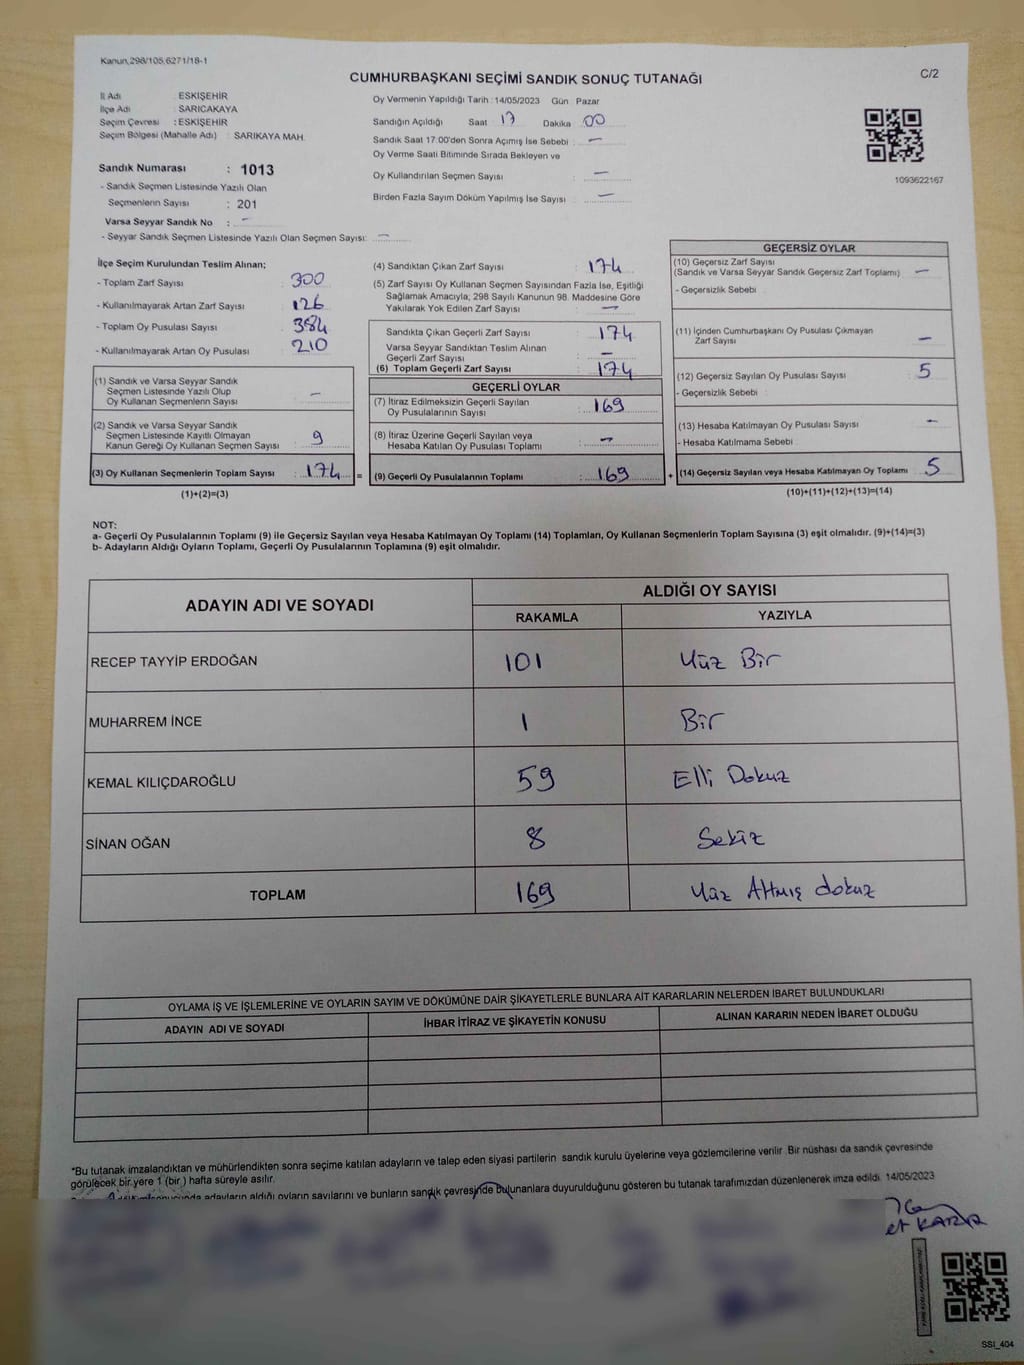 Kanun,298/105,6271/18-1
CUMHURBAŞKANI SEÇİMİ SANDIK SONUÇ TUTANAĞI
C/2
İl Adı : ESKİŞEHİR
İlçe Adı : SARICAKAYA
Seçim Çevresi : ESKİŞEHİR
Seçim Bölgesi (Mahalle Adı) : SARIKAYA MAH.
Oy Vermenin Yapıldığı Tarih : 14/05/2023 Gün Pazar
Sandığın Açıldığı Saat : 17 Dakika : 00
Sandık Saat 17:00'den Sonra Açımış İse Sebebi : —
Oy Verme Saati Bitiminde Sırada Bekleyen ve
Oy Kullandırılan Seçmen Sayısı : —
Birden Fazla Sayım Döküm Yapılmış İse Sayısı : —
1093622167
Sandık Numarası : 1013
- Sandık Seçmen Listesinde Yazılı Olan
Seçmenlerin Sayısı : 201
Varsa Seyyar Sandık No : —
- Seyyar Sandık Seçmen Listesinde Yazılı Olan Seçmen Sayısı: —
İlçe Seçim Kurulundan Teslim Alınan;
- Toplam Zarf Sayısı : 300
- Kullanılmayarak Artan Zarf Sayısı : 126
- Toplam Oy Pusulası Sayısı : 384
- Kullanılmayarak Artan Oy Pusulası : 210
(1) Sandık ve Varsa Seyyar Sandık
Seçmen Listesinde Yazılı Olup
Oy Kullanan Seçmenlerin Sayısı : —
(2) Sandık ve Varsa Seyyar Sandık
Seçmen Listesinde Kayıtlı Olmayan
Kanun Gereği Oy Kullanan Seçmen Sayısı : 9
(3) Oy Kullanan Seçmenlerin Toplam Sayısı : 174 =
(1)+(2)=(3)
(4) Sandıktan Çıkan Zarf Sayısı : 174
(5) Zarf Sayısı Oy Kullanan Seçmen Sayısından Fazla İse, Eşitliği
Sağlamak Amacıyla; 298 Sayılı Kanunun 98. Maddesine Göre
Yakılarak Yok Edilen Zarf Sayısı : —
Sandıkta Çıkan Geçerli Zarf Sayısı : 174
Varsa Seyyar Sandıktan Teslim Alınan
Geçerli Zarf Sayısı : —
(6) Toplam Geçerli Zarf Sayısı : 174
GEÇERLİ OYLAR
(7) İtiraz Edilmeksizin Geçerli Sayılan
Oy Pusulalarının Sayısı : 169
(8) İtiraz Üzerine Geçerli Sayılan veya
Hesaba Katılan Oy Pusulası Toplamı : —
(9) Geçerli Oy Pusulalarının Toplamı : 169 +
GEÇERSİZ OYLAR
(10) Geçersiz Zarf Sayısı
(Sandık ve Varsa Seyyar Sandık Geçersiz Zarf Toplamı) : —
- Geçersizlik Sebebi
(11) İçinden Cumhurbaşkanı Oy Pusulası Çıkmayan
Zarf Sayısı : —
(12) Geçersiz Sayılan Oy Pusulası Sayısı : 5
- Geçersizlik Sebebi :
(13) Hesaba Katılmayan Oy Pusulası Sayısı : —
- Hesaba Katılmama Sebebi :
(14) Geçersiz Sayılan veya Hesaba Katılmayan Oy Toplamı : 5
(10)+(11)+(12)+(13)=(14)
NOT:
a- Geçerli Oy Pusulalarının Toplamı (9) ile Geçersiz Sayılan veya Hesaba Katılmayan Oy Toplamı (14) Toplamları, Oy Kullanan Seçmenlerin Toplam Sayısına (3) eşit olmalıdır. (9)+(14)=(3)
b- Adayların Aldığı Oyların Toplamı, Geçerli Oy Pusulalarının Toplamına (9) eşit olmalıdır.
ADAYIN ADI VE SOYADI ALDIĞI OY SAYISI
RAKAMLA YAZIYLA
RECEP TAYYİP ERDOĞAN 101 Yüz Bir
MUHARREM İNCE 1 Bir
KEMAL KILIÇDAROĞLU 59 Elli Dokuz
SİNAN OĞAN 8 Sekiz
TOPLAM 169 Yüz Altmış dokuz
OYLAMA İŞ VE İŞLEMLERİNE VE OYLARIN SAYIM VE DÖKÜMÜNE DAİR ŞİKAYETLERLE BUNLARA AİT KARARLARIN NELERDEN İBARET BULUNDUKLARI
ADAYIN ADI VE SOYADI İHBAR İTİRAZ VE ŞİKAYETİN KONUSU ALINAN KARARIN NEDEN İBARET OLDUĞU
*Bu tutanak imzalandıktan ve mühürlendikten sonra seçime katılan adayların ve talep eden siyasi partilerin sandık kurulu üyelerine veya gözlemcilerine verilir. Bir nüshası da sandık çevresinde
görülecek bir yere 1 (bir) hafta süreyle asılır.
adayların aldığı oyların sayılarını ve bunların sandık çevresinde bulunanlara duyurulduğunu gösteren bu tutanak tarafımızdan düzenlenerek imza edildi. 14/05/2023
et KARA
SSI_404